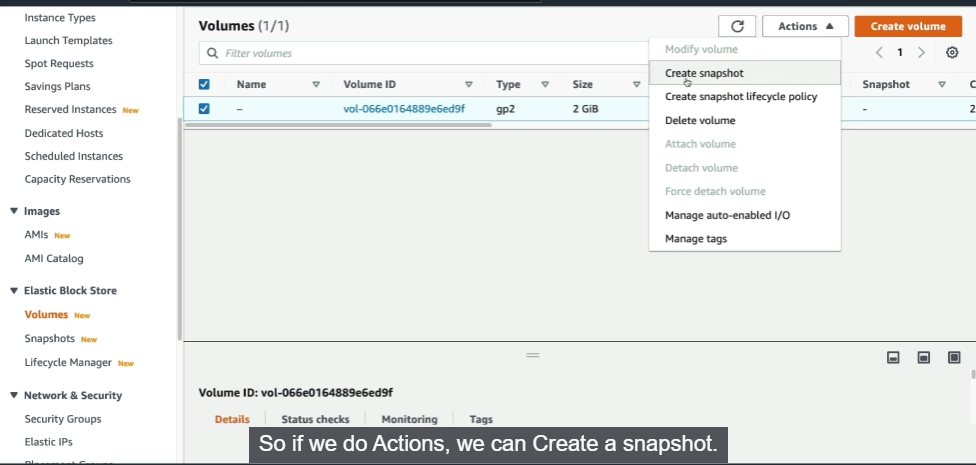 Instance Types
Launch Templates
Spot Requests
Savings Plans
Reserved Instances New
Dedicated Hosts
Scheduled Instances
Capacity Reservations
Images
AMIs New
AMI Catalog
Elastic Block Store
Volumes New
Snapshots New
Lifecycle Manager New
Network & Security
Security Groups
Elastic IPs
Volumes (1/1)
Actions
Create volume
Filter volumes
1
Name Volume ID Type Size Snapshot C
– vol-066e0164889e6ed9f gp2 2 GiB - 2
Modify volume
Create snapshot
Create snapshot lifecycle policy
Delete volume
Attach volume
Detach volume
Force detach volume
Manage auto-enabled I/O
Manage tags
Volume ID: vol-066e0164889e6ed9f
Details Status checks Monitoring Tags
So if we do Actions, we can Create a snapshot.